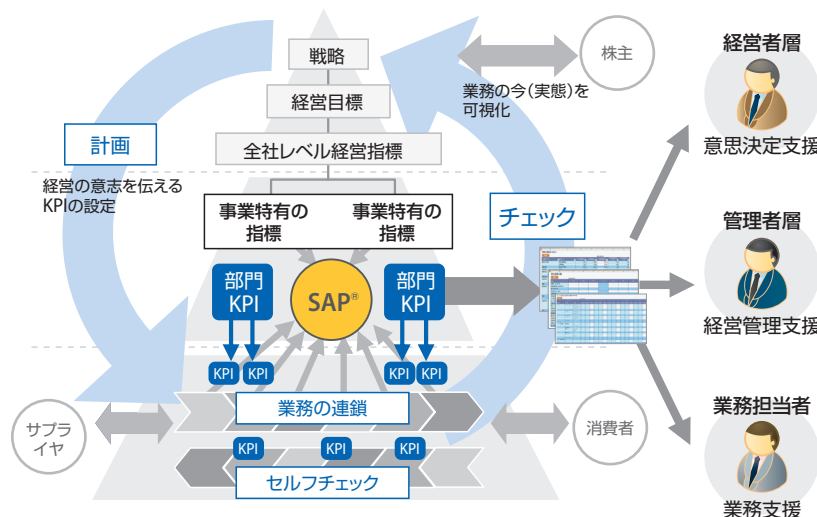 戦略
経営目標
全社レベル経営指標
株主
業務の今(実態)を
可視化
計画
経営の意志を伝える
KPIの設定
事業特有の
指標
事業特有の
指標
チェック
部門
KPI
SAP®
部門
KPI
KPI
KPI
KPI
KPI
業務の連鎖
サプラ
イヤ
消費者
KPI
KPI
KPI
セルフチェック
経営者層
意思決定支援
管理者層
経営管理支援
業務担当者
業務支援